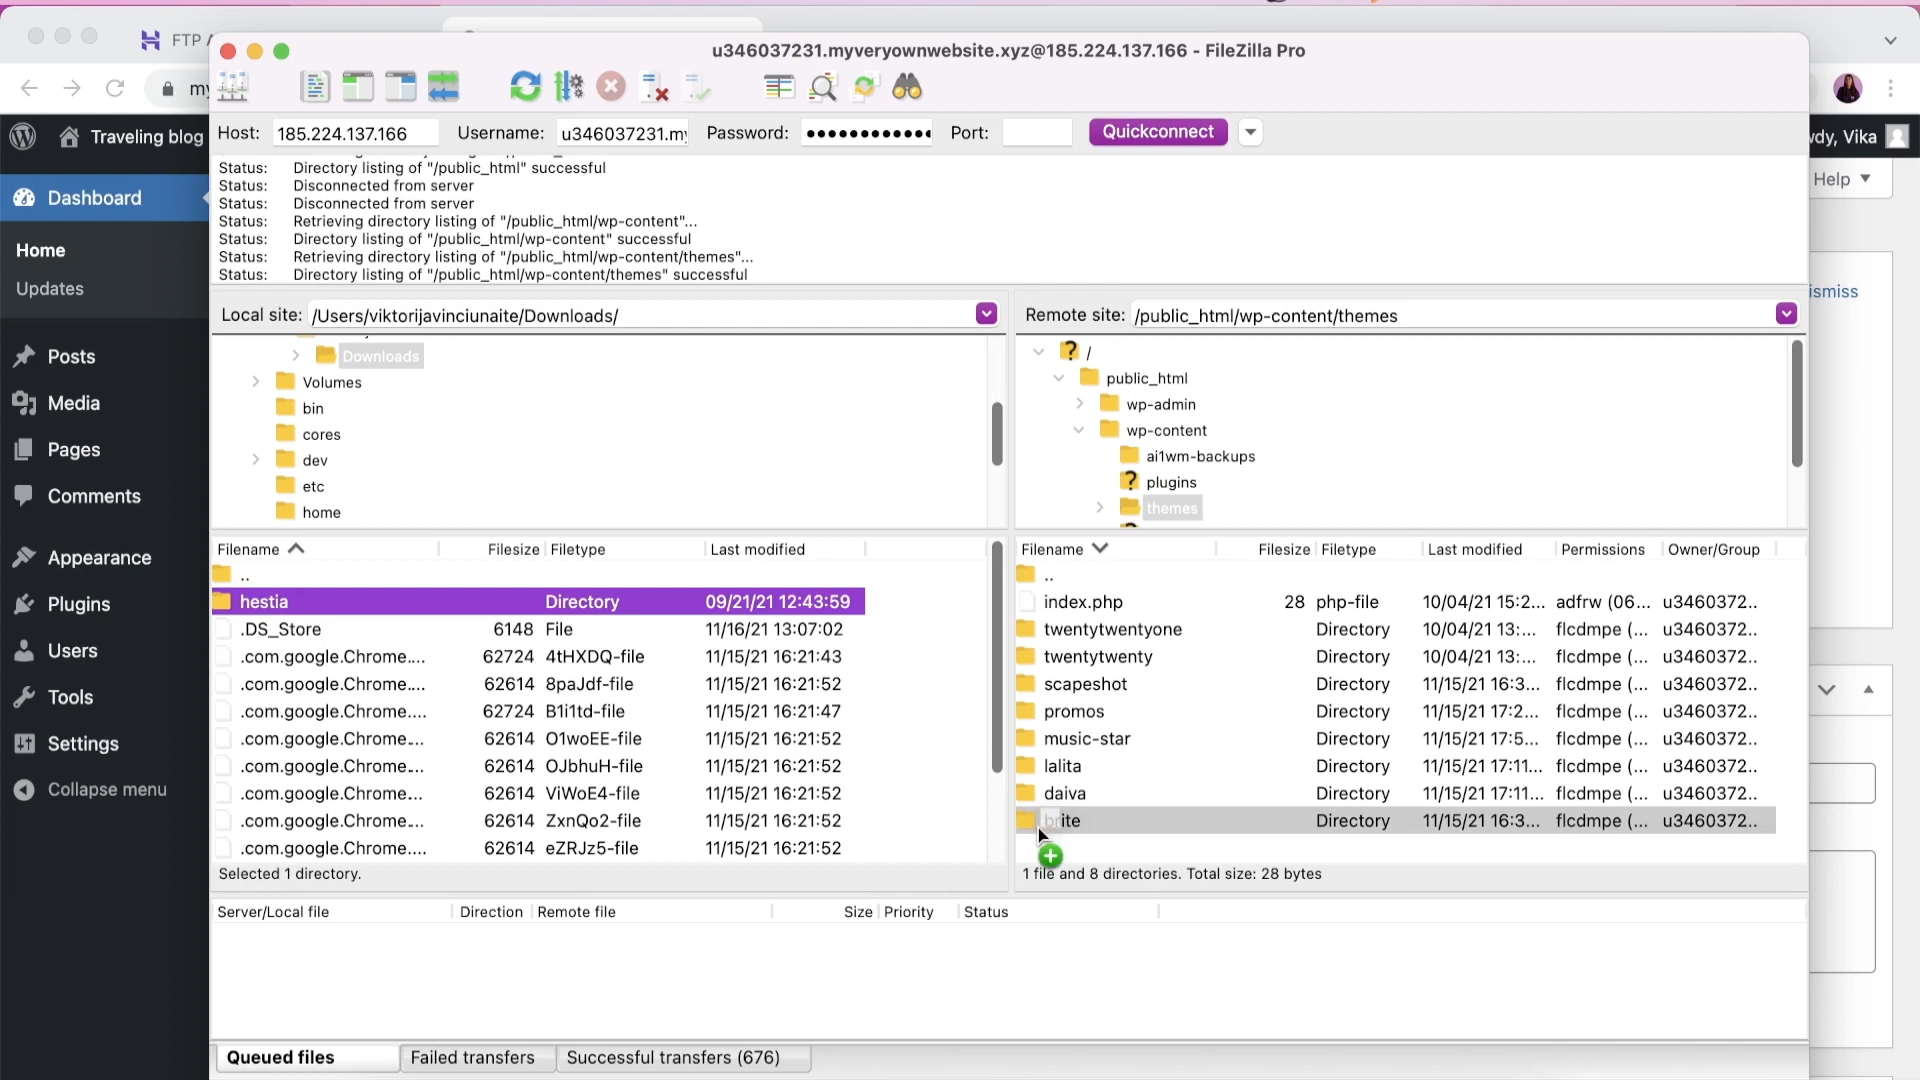 FTP A
u346037231.myveryownwebsite.xyz@185.224.137.166 - FileZilla Pro
my
Host: 185.224.137.166 Username: u346037231.my Password: •••••••••••• Port: Quickconnect
Traveling blog
wdy, Vika
Help
Status: Directory listing of "/public_html" successful
Status: Disconnected from server
Status: Disconnected from server
Status: Retrieving directory listing of "/public_html/wp-content"...
Status: Directory listing of "/public_html/wp-content" successful
Status: Retrieving directory listing of "/public_html/wp-content/themes"...
Status: Directory listing of "/public_html/wp-content/themes" successful
Dashboard
Home
Updates
Posts
Media
Pages
Comments
Appearance
Plugins
Users
Tools
Settings
Collapse menu
ismiss
Local site: /Users/viktorijavinciunaite/Downloads/
Downloads
Volumes
bin
cores
dev
etc
home
Remote site: /public_html/wp-content/themes
/
public_html
wp-admin
wp-content
ai1wm-backups
plugins
themes
Filename Filesize Filetype Last modified
..
hestia Directory 09/21/21 12:43:59
.DS_Store 6148 File 11/16/21 13:07:02
.com.google.Chrome.... 62724 4tHXDQ-file 11/15/21 16:21:43
.com.google.Chrome.... 62614 8paJdf-file 11/15/21 16:21:52
.com.google.Chrome.... 62724 B1i1td-file 11/15/21 16:21:47
.com.google.Chrome... 62614 O1woEE-file 11/15/21 16:21:52
.com.google.Chrome... 62614 OJbhuH-file 11/15/21 16:21:52
.com.google.Chrome... 62614 ViWoE4-file 11/15/21 16:21:52
.com.google.Chrome... 62614 ZxnQo2-file 11/15/21 16:21:52
.com.google.Chrome.... 62614 eZRJz5-file 11/15/21 16:21:52
Selected 1 directory.
Filename Filesize Filetype Last modified Permissions Owner/Group
..
index.php 28 php-file 10/04/21 15:2... adfrw (06... u3460372..
twentytwentyone Directory 10/04/21 13:... flcdmpe (... u3460372..
twentytwenty Directory 10/04/21 13:... flcdmpe (... u3460372..
scapeshot Directory 11/15/21 16:3... flcdmpe (... u3460372..
promos Directory 11/15/21 17:2... flcdmpe (... u3460372..
music-star Directory 11/15/21 17:5... flcdmpe (... u3460372..
lalita Directory 11/15/21 17:11... flcdmpe (... u3460372..
daiva Directory 11/15/21 17:11... flcdmpe (... u3460372..
brite Directory 11/15/21 16:3... flcdmpe (... u3460372..
1 file and 8 directories. Total size: 28 bytes
Server/Local file Direction Remote file Size Priority Status
Queued files Failed transfers Successful transfers (676)